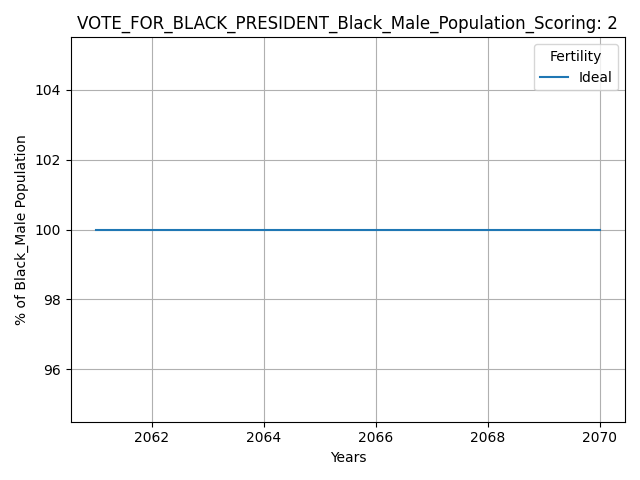 VOTE_FOR_BLACK_PRESIDENT_Black_Male_Population_Scoring: 2
Fertility
Ideal
% of Black_Male Population
104
102
100
98
96
2062 2064 2066 2068 2070
Years